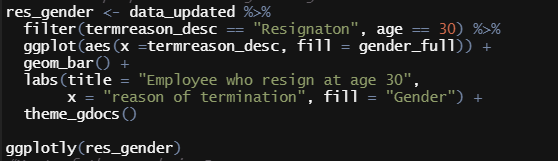 res_gender <- data_updated %>%
filter(termreason_desc == "Resignaton", age == 30) %>%
ggplot(aes(x =termreason_desc, fill = gender_full)) +
geom_bar() +
labs(title = "Employee who resign at age 30",
x = "reason of termination", fill = "Gender") +
theme_gdocs()
ggplotly(res_gender)